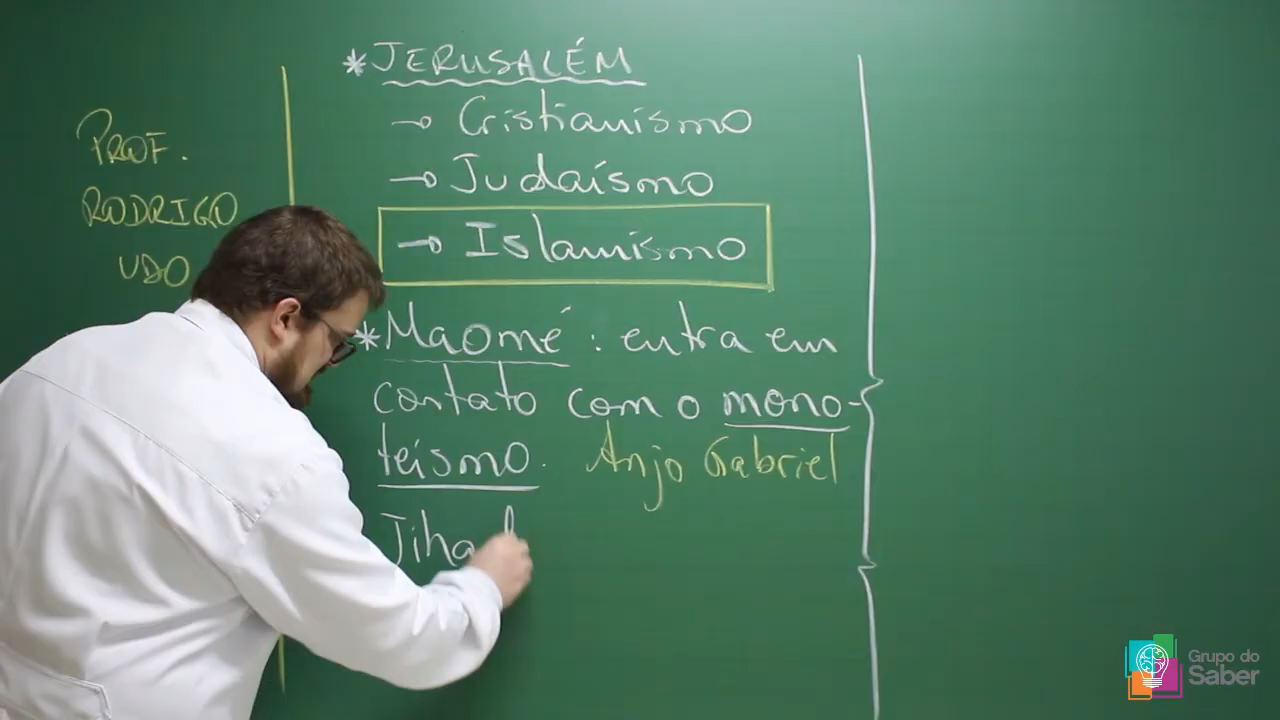 PROF.
RODRIGO
UDO
*JERUSALÉM
→ Cristianismo
→ Judaísmo
→ Islamismo
*Maomé: entra em
contato com o mono-
teísmo. Anjo Gabriel
Jihad
Grupo do
Saber